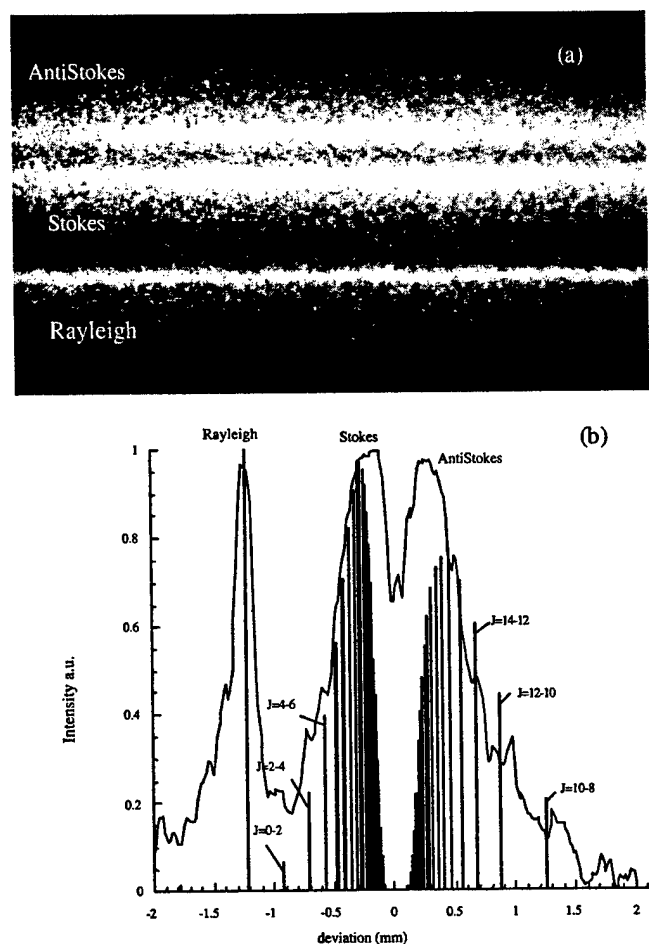 (a)
AntiStokes
Stokes
Rayleigh
(b)
Rayleigh
Stokes
AntiStokes
1
0.8
0.6
0.4
0.2
0
Intensity a.u.
J=14-12
J=12-10
J=10-8
J=4-6
J=2-4
J=0-2
-2
-1.5
-1
-0.5
0
0.5
1
1.5
2
deviation (mm)